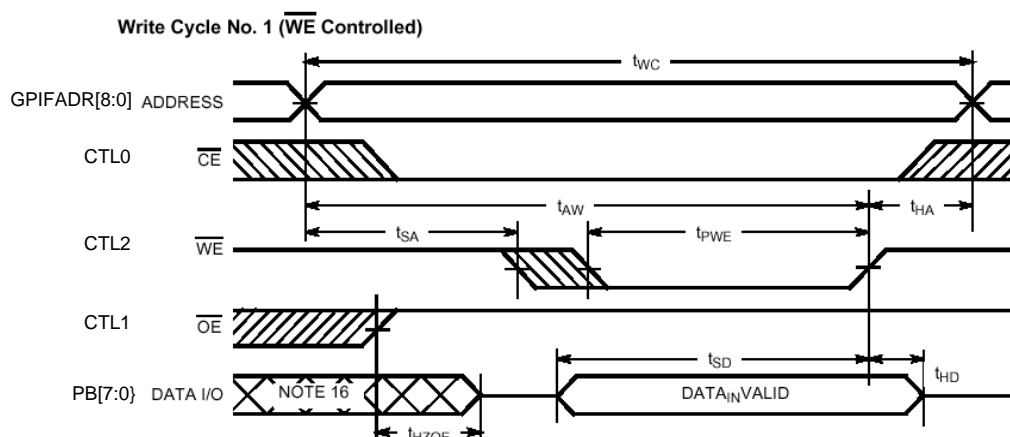 Write Cycle No. 1 (WE Controlled)
tWC
GPIFADR[8:0] ADDRESS
CTL0 CE
tAW tHA
tSA tPWE
CTL2 WE
CTL1 OE
tSD
tHD
PB[7:0} DATA I/O NOTE 16 DATAINVALID
tHZOE